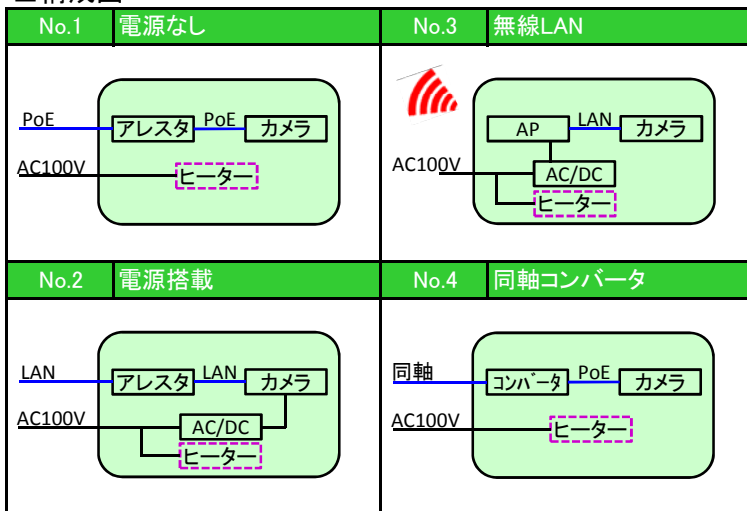 No.1 電源なし
PoE
アレスタ PoE カメラ
AC100V
ヒーター
No.3 無線LAN
AP LAN カメラ
AC100V
AC/DC
ヒーター
No.2 電源搭載
LAN
アレスタ LAN カメラ
AC100V
AC/DC
ヒーター
No.4 同軸コンバータ
同軸
コンバータ PoE カメラ
AC100V
ヒーター